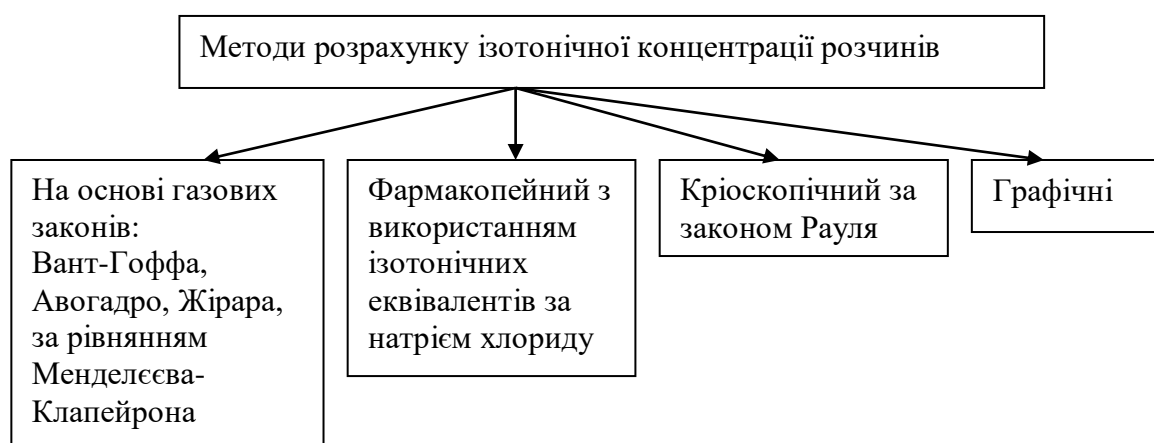 Методи розрахунку ізотонічної концентрації розчинів
На основі газових
законів:
Вант-Гоффа,
Авогадро, Жірара,
за рівнянням
Менделєєва-
Клапейрона
Фармакопейний з
використанням
ізотонічних
еквівалентів за
натрієм хлориду
Кріоскопічний за
законом Рауля
Графічні